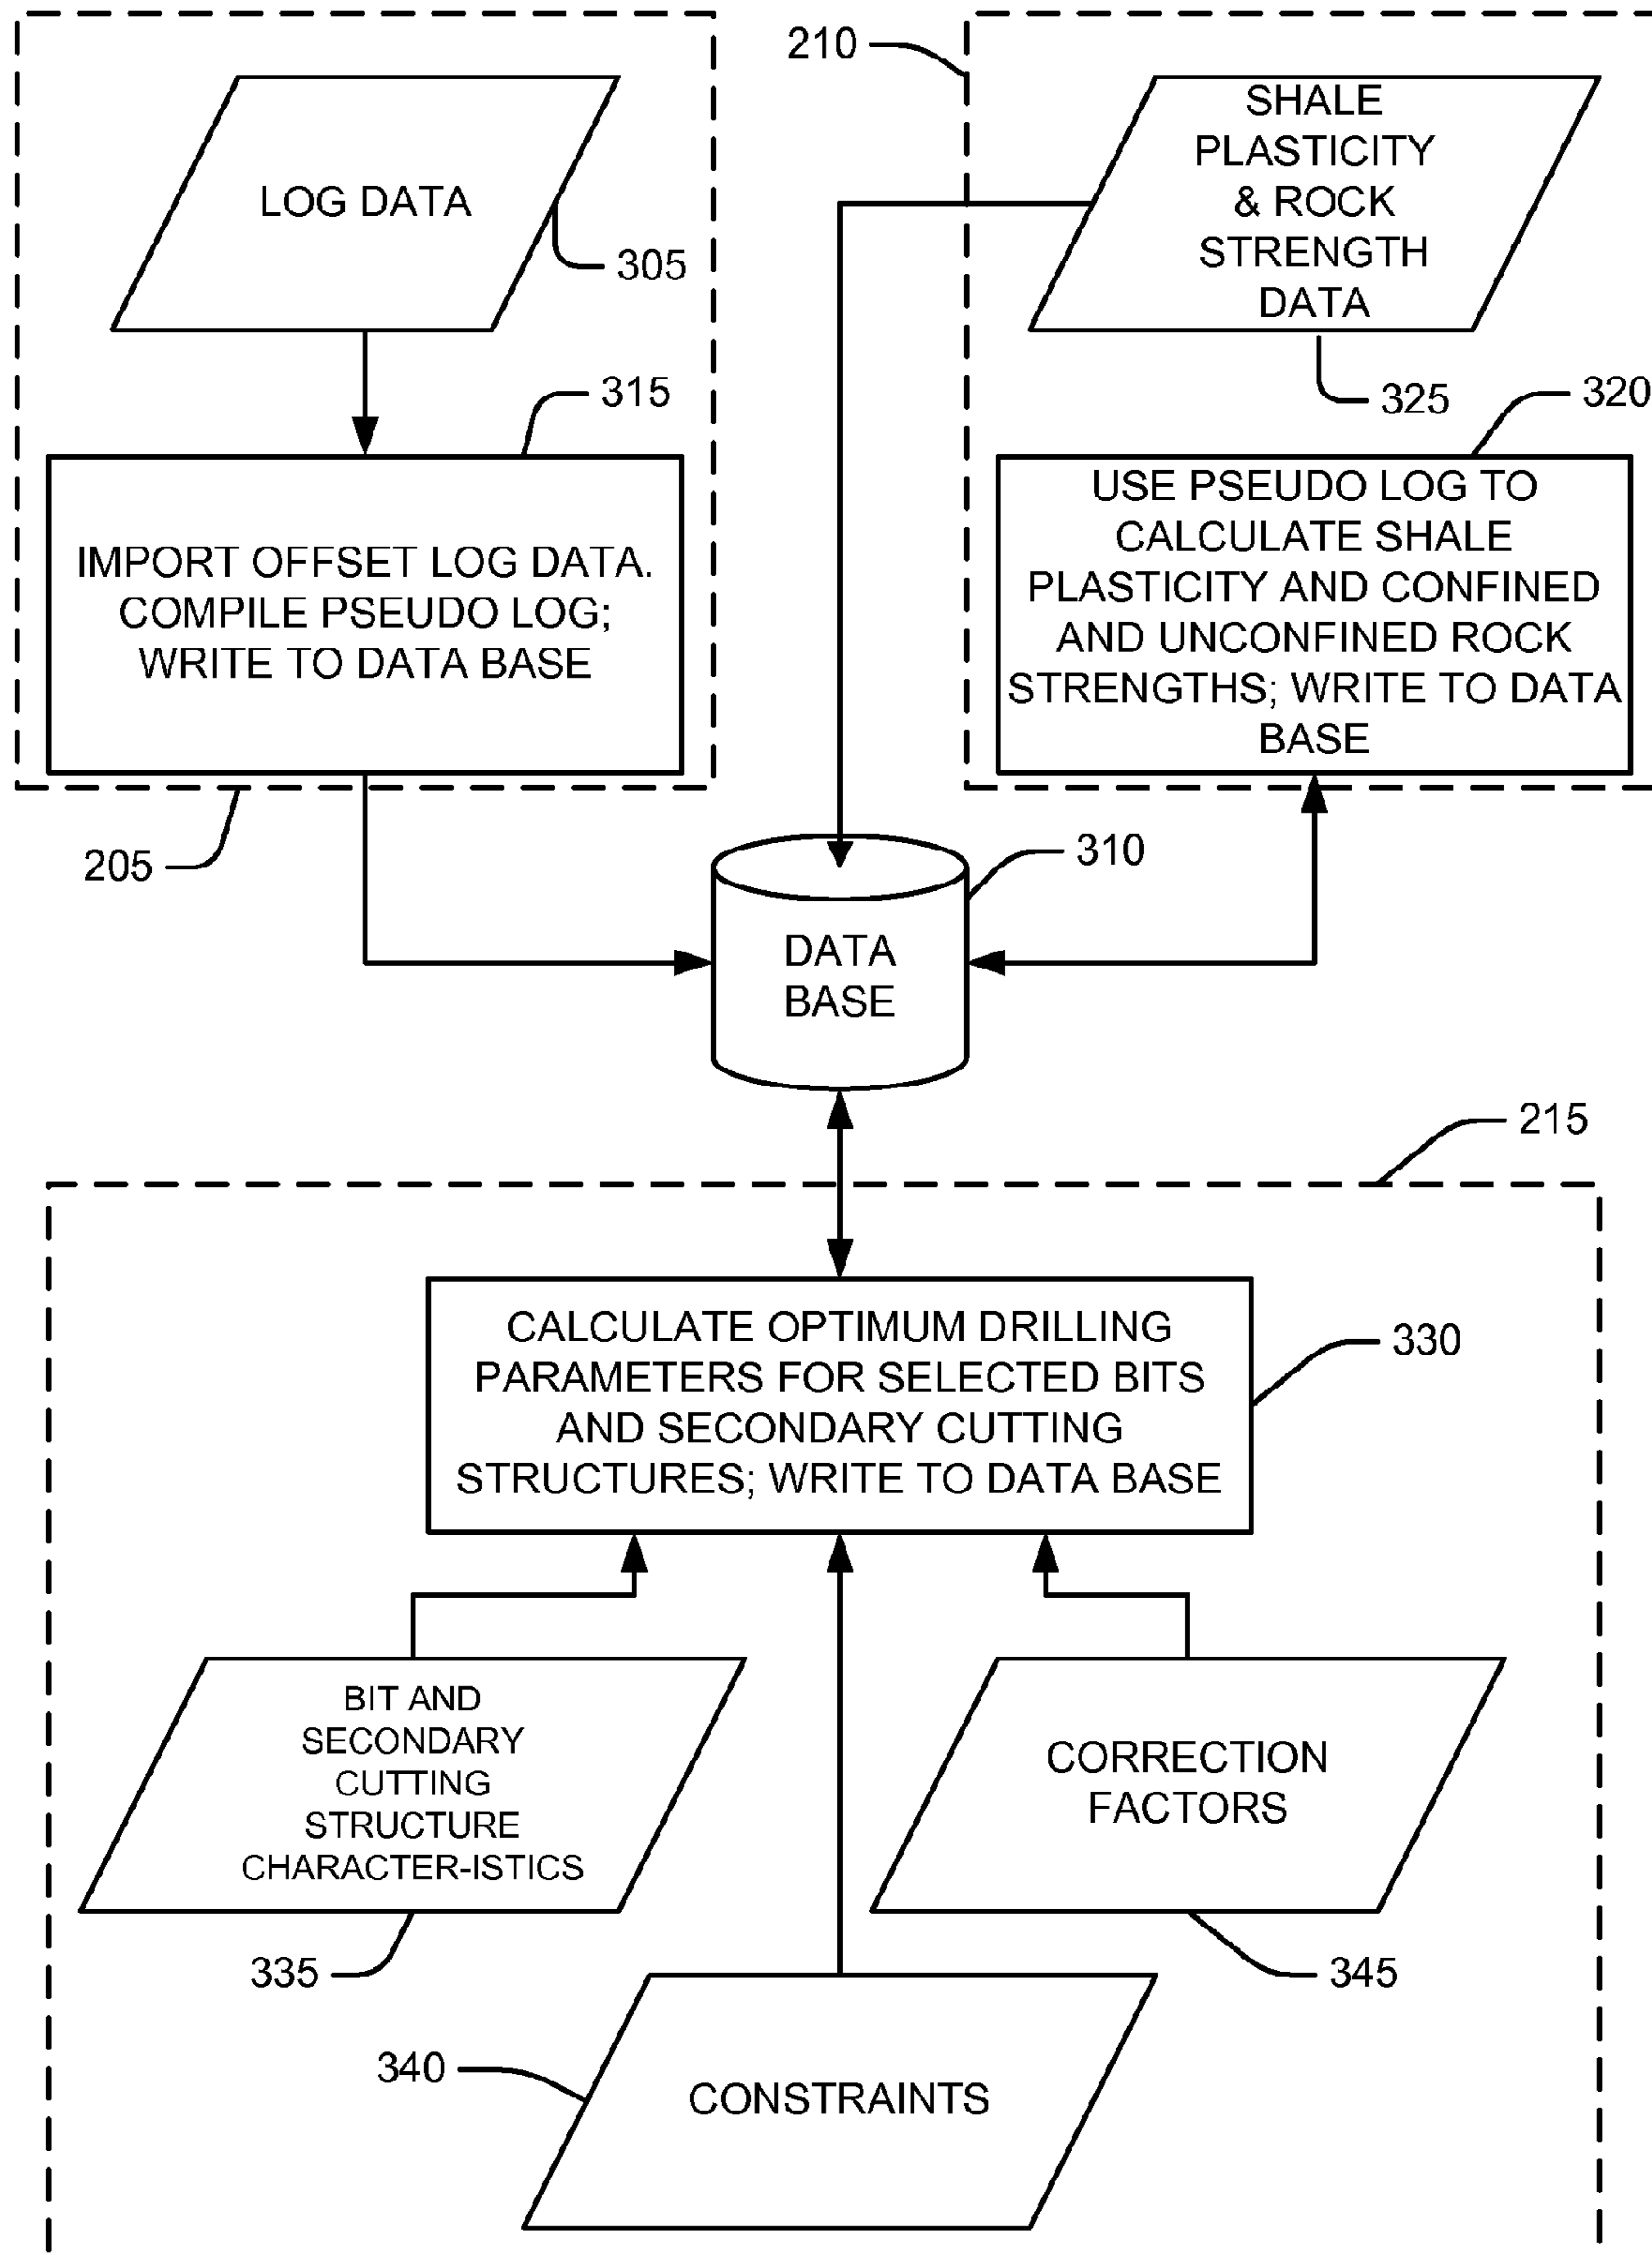 LOG DATA
305
315
IMPORT OFFSET LOG DATA.
COMPILE PSEUDO LOG;
WRITE TO DATA BASE
205
210
SHALE
PLASTICITY
& ROCK
STRENGTH
DATA
325
320
USE PSEUDO LOG TO
CALCULATE SHALE
PLASTICITY AND CONFINED
AND UNCONFINED ROCK
STRENGTHS; WRITE TO DATA
BASE
310
DATA
BASE
215
CALCULATE OPTIMUM DRILLING
PARAMETERS FOR SELECTED BITS
AND SECONDARY CUTTING
STRUCTURES; WRITE TO DATA BASE
330
BIT AND
SECONDARY
CUTTING
STRUCTURE
CHARACTER-ISTICS
335
CORRECTION
FACTORS
345
340
CONSTRAINTS